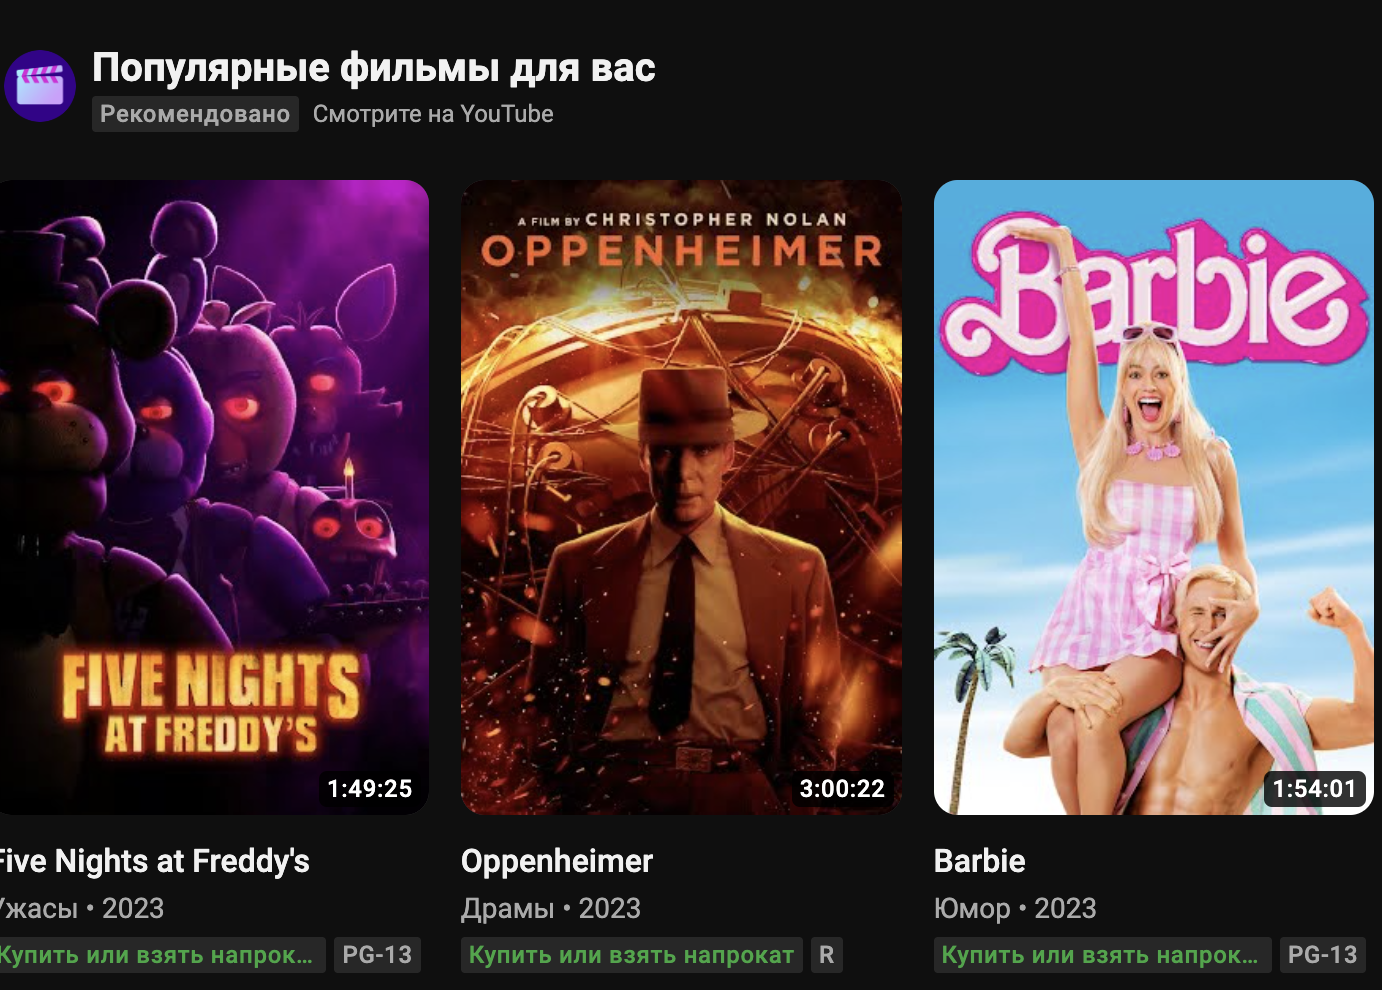 Популярные фильмы для вас
Рекомендовано Смотрите на YouTube
FIVE NIGHTS
AT FREDDY'S
1:49:25
A FILM BY CHRISTOPHER NOLAN
OPPENHEIMER
3:00:22
Barbie
1:54:01
Five Nights at Freddy's
Ужасы • 2023
Купить или взять напрок... PG-13
Oppenheimer
Драмы • 2023
Купить или взять напрокат R
Barbie
Юмор • 2023
Купить или взять напрок... PG-13